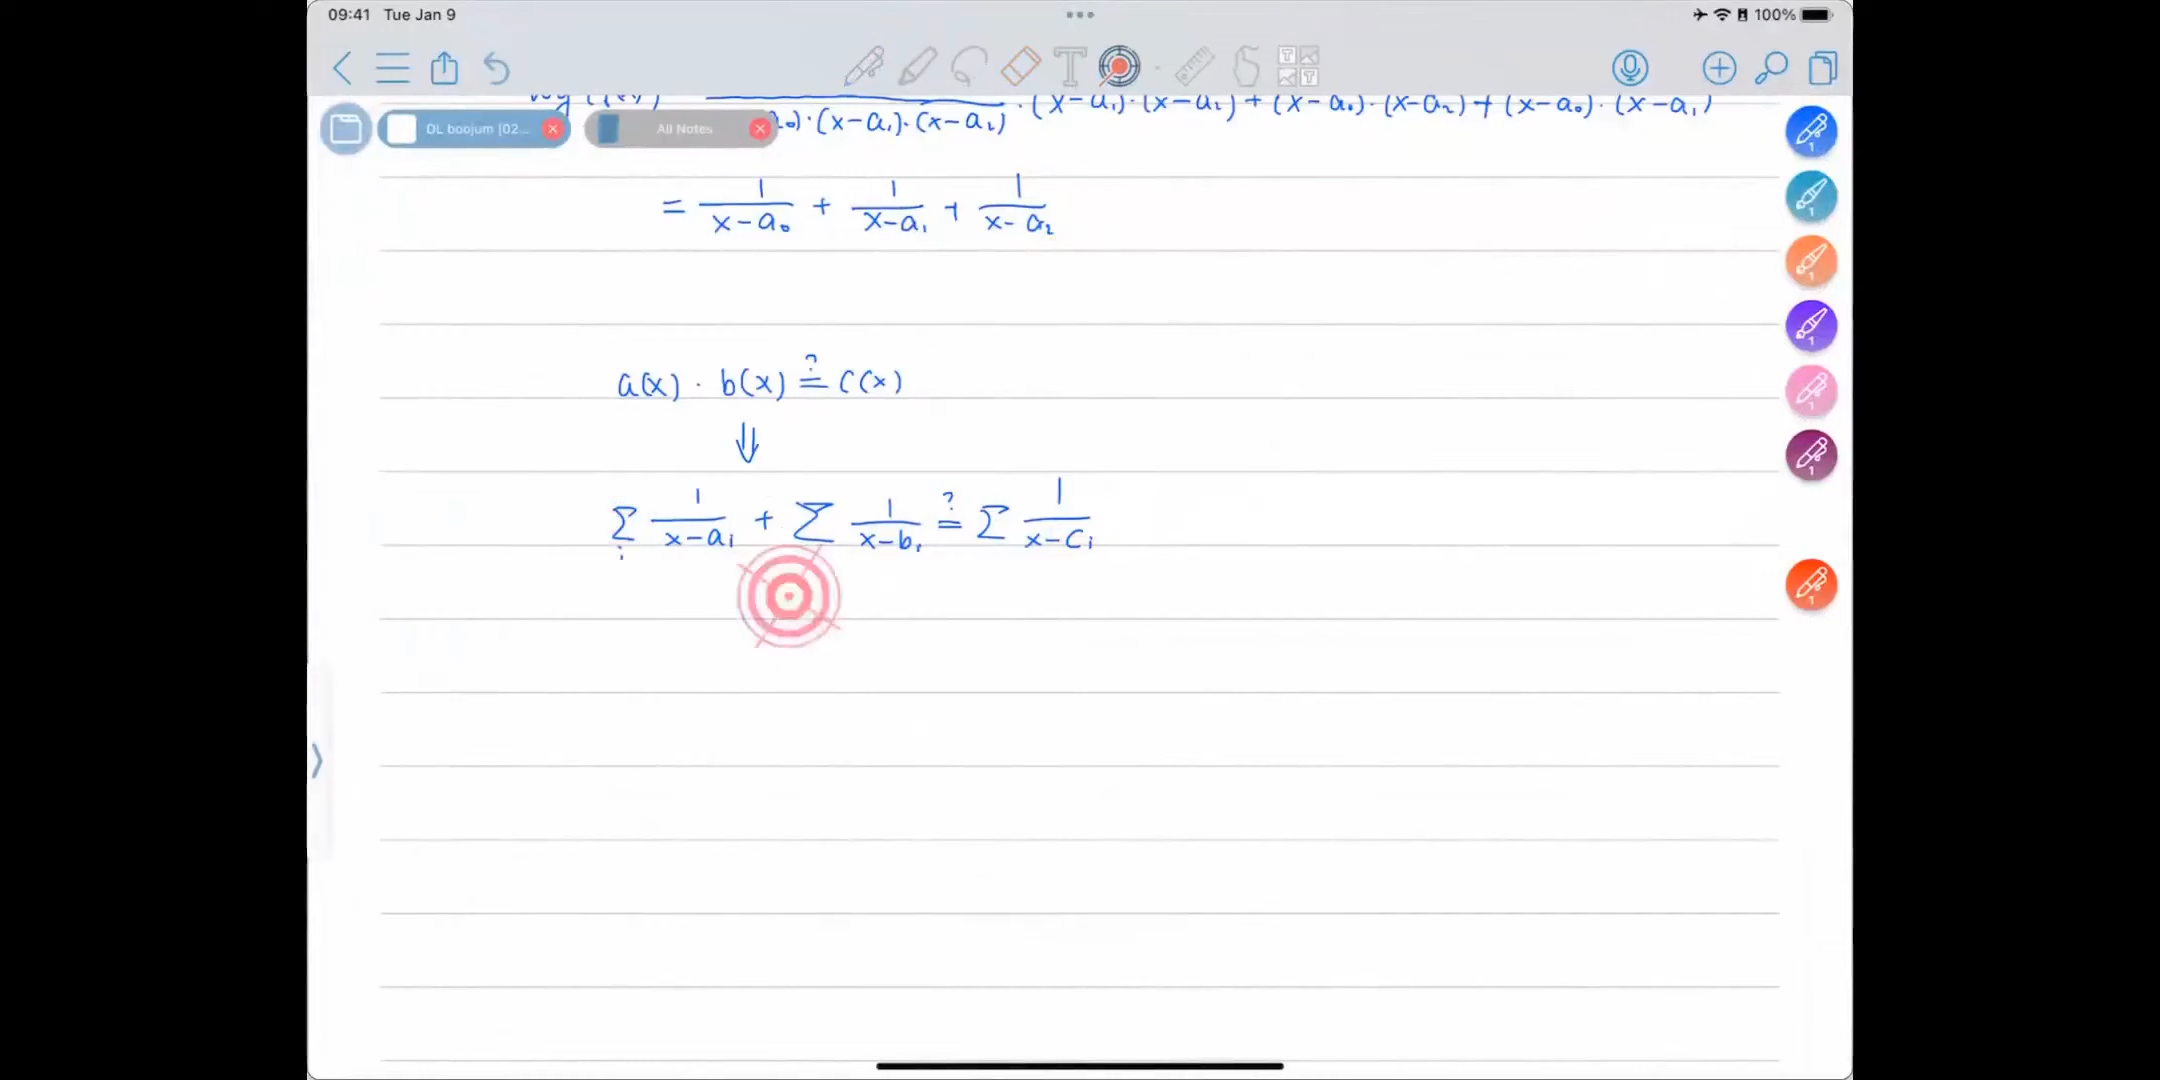 09:41 Tue Jan 9
100%
DL boojum [02... All Notes
· (x-a₁)·(x-a₂) + (x-a₀)·(x-a₂) + (x-a₀)·(x-a₁)
)·(x-a₁)·(x-a₂)
= 1/(x-a₀) + 1/(x-a₁) + 1/(x-a₂)
a(x) · b(x) ≟ c(x)
⇓
∑ᵢ 1/(x-aᵢ) + ∑ 1/(x-bᵢ) ≟ ∑ 1/(x-cᵢ)